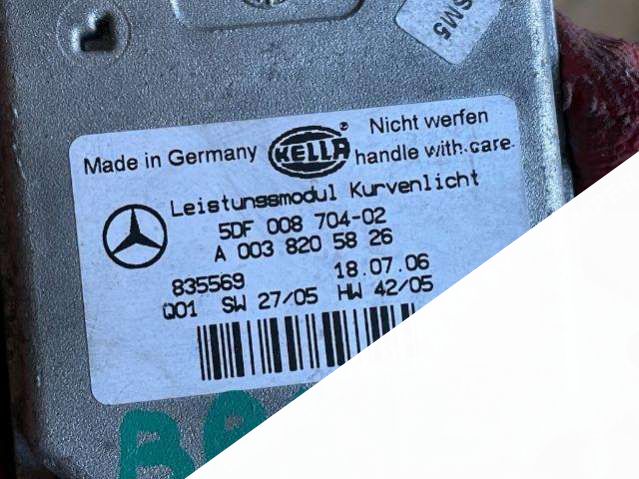 SM5
Made in Germany HELLA ® Nicht werfen
handle with care.
Leistungsmodul Kurvenlicht
5DF 008 704-02
A 003 820 58 26
835569 18.07.06
Q01 SW 27/05 HW 42/05